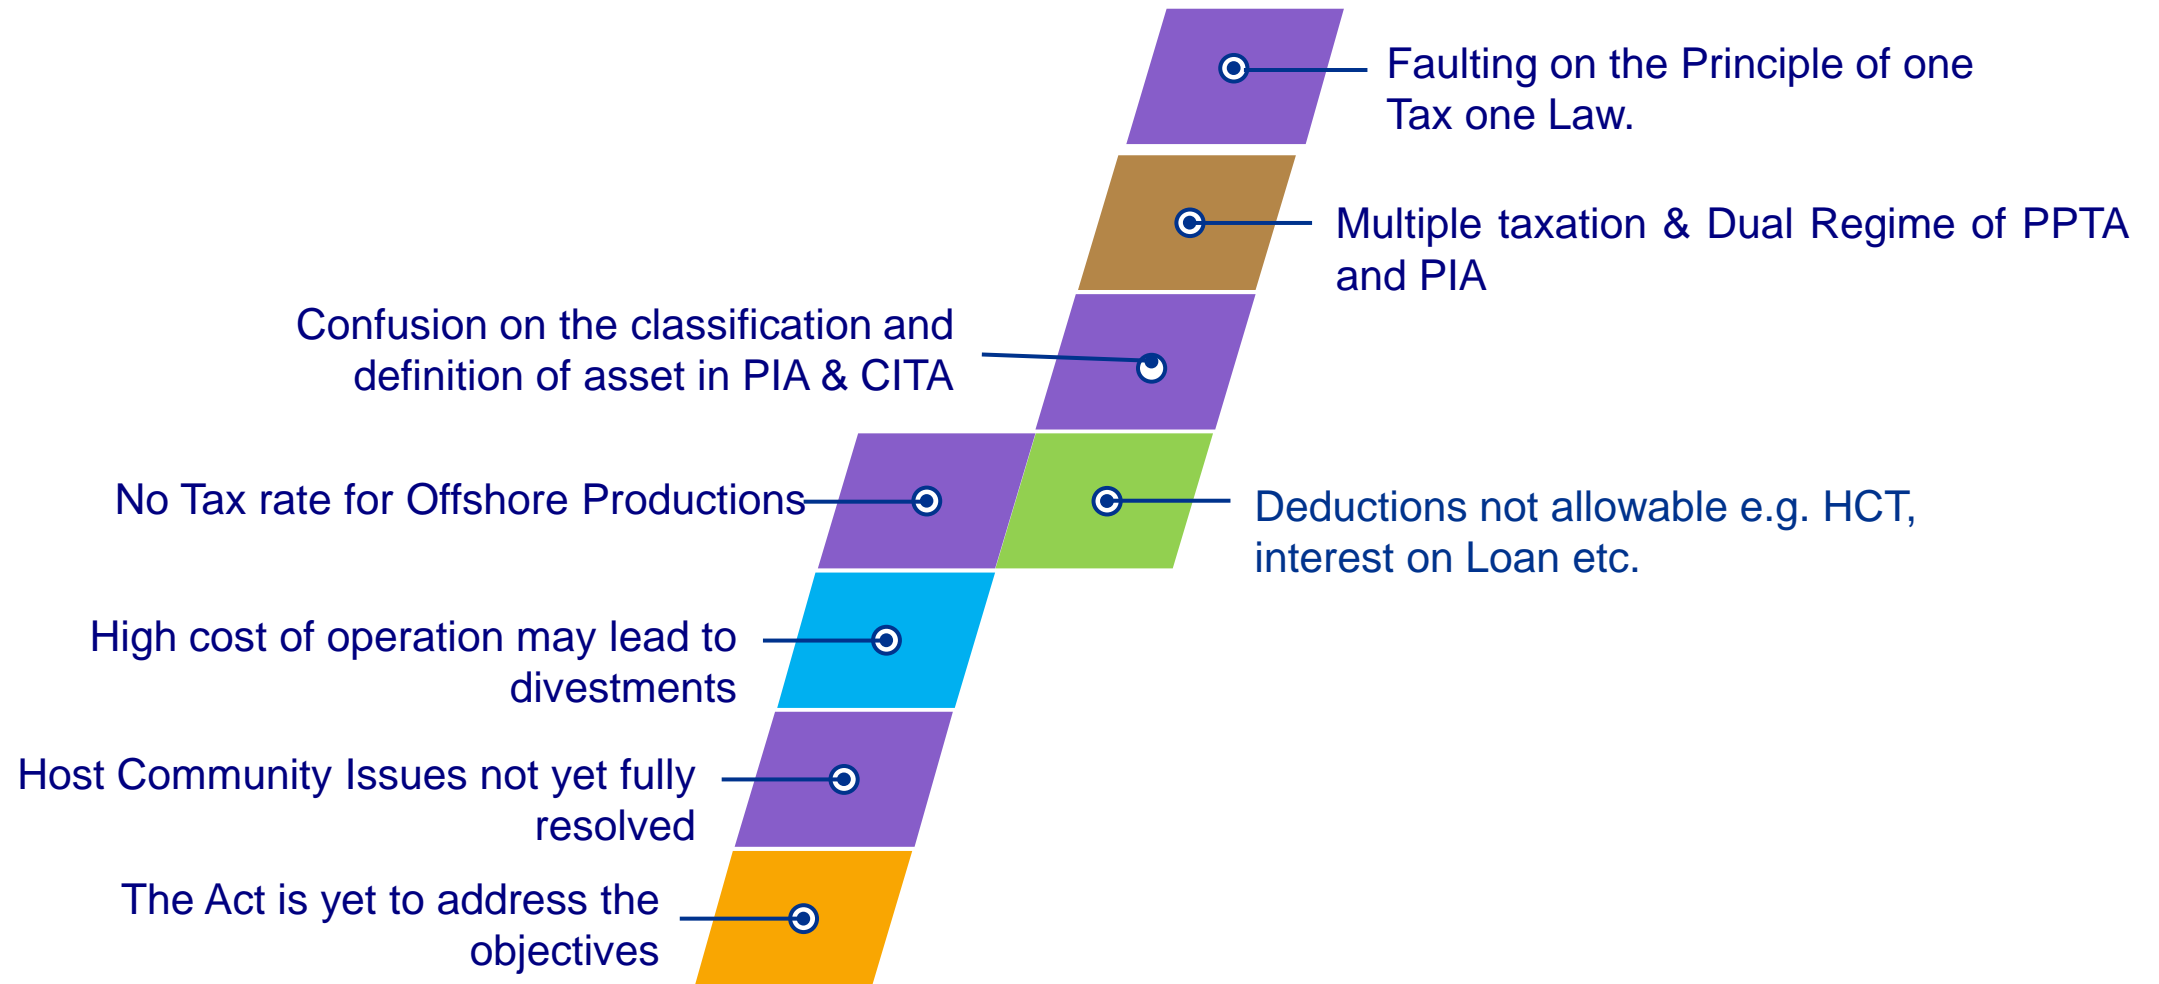 Faulting on the Principle of one
Tax one Law.
Multiple taxation & Dual Regime of PPTA
and PIA
Confusion on the classification and
definition of asset in PIA & CITA
No Tax rate for Offshore Productions
Deductions not allowable e.g. HCT,
interest on Loan etc.
High cost of operation may lead to
divestments
Host Community Issues not yet fully
resolved
The Act is yet to address the
objectives